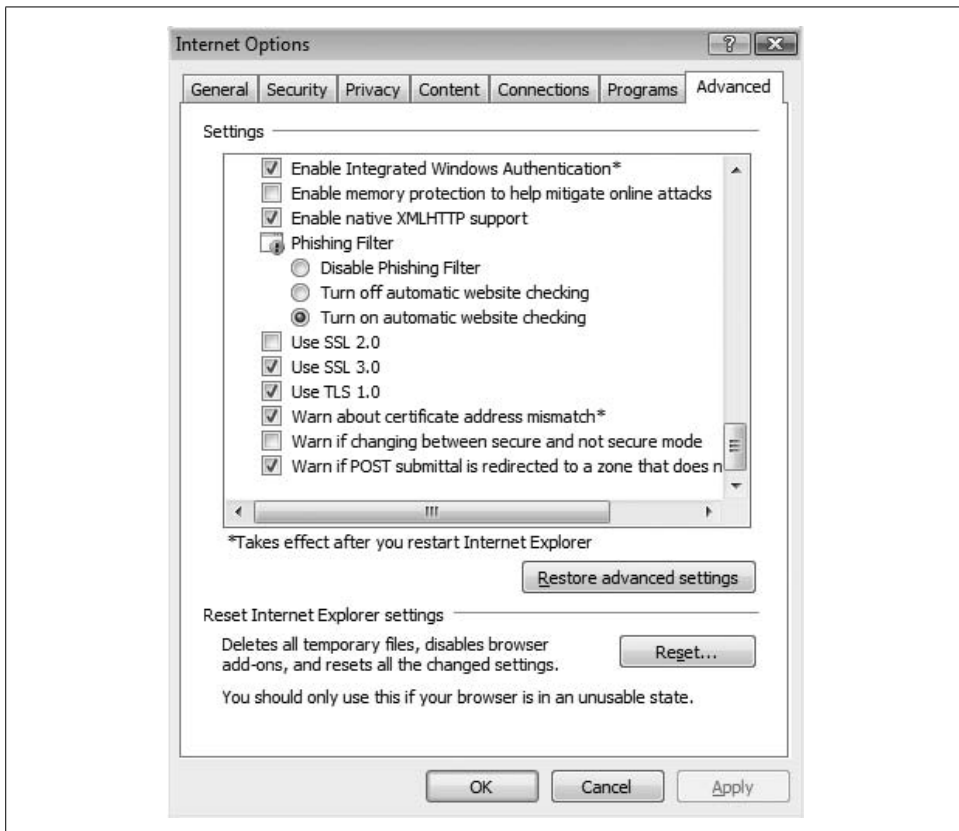 Internet Options
General Security Privacy Content Connections Programs Advanced
Settings
Enable Integrated Windows Authentication*
Enable memory protection to help mitigate online attacks
Enable native XMLHTTP support
Phishing Filter
Disable Phishing Filter
Turn off automatic website checking
Turn on automatic website checking
Use SSL 2.0
Use SSL 3.0
Use TLS 1.0
Warn about certificate address mismatch*
Warn if changing between secure and not secure mode
Warn if POST submittal is redirected to a zone that does n
*Takes effect after you restart Internet Explorer
Restore advanced settings
Reset Internet Explorer settings
Deletes all temporary files, disables browser
add-ons, and resets all the changed settings.
Reset...
You should only use this if your browser is in an unusable state.
OK Cancel Apply